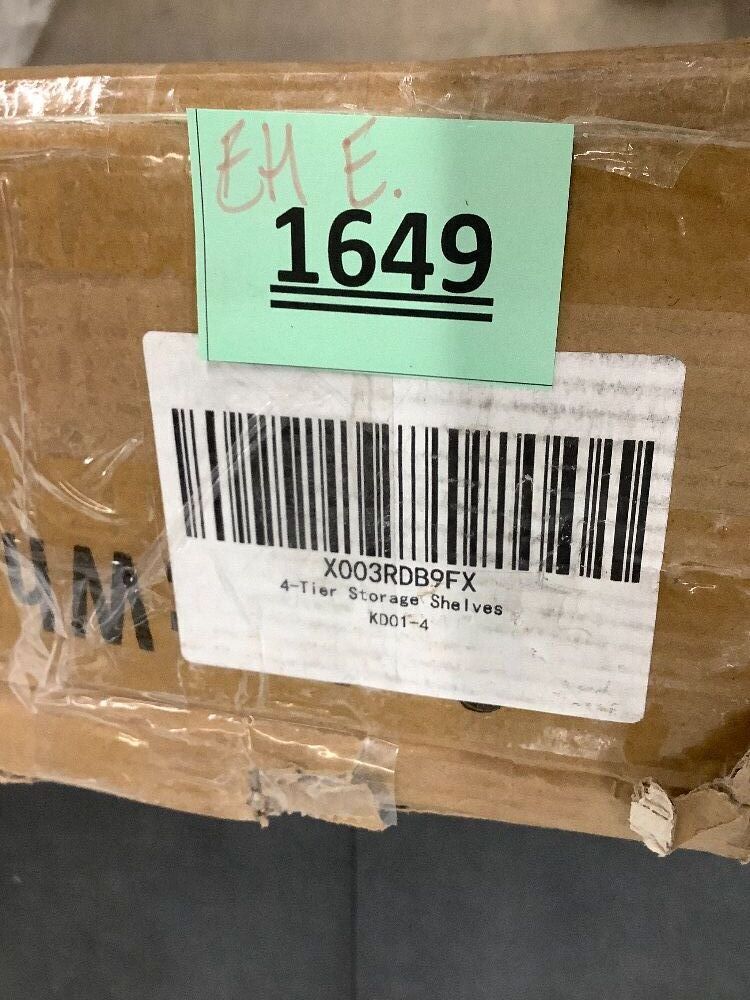 EH E.
1649
X003RDB9FX
4-Tier Storage Shelves
KD01-4